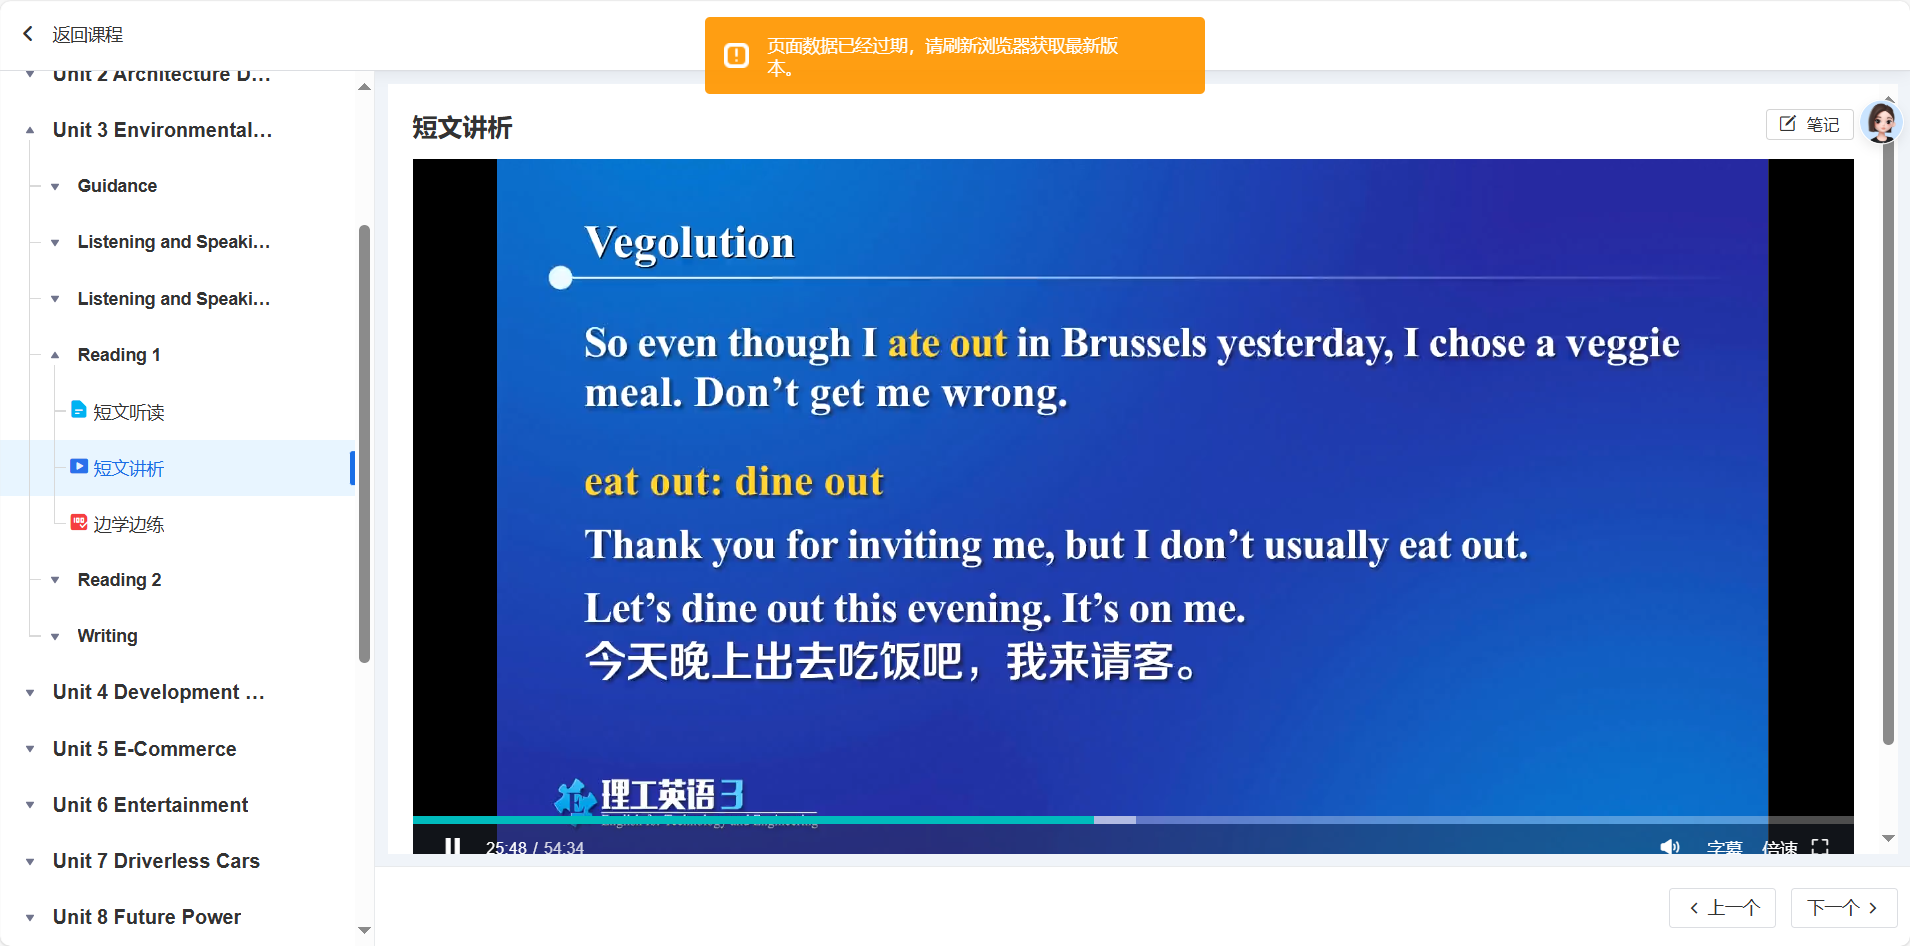 返回课程
页面数据已经过期，请刷新浏览器获取最新版
本。
Unit 2 Architecture D...
Unit 3 Environmental...
Guidance
Listening and Speaki...
Listening and Speaki...
Reading 1
短文听读
短文讲析
边学边练
Reading 2
Writing
Unit 4 Development ...
Unit 5 E-Commerce
Unit 6 Entertainment
Unit 7 Driverless Cars
Unit 8 Future Power
短文讲析
笔记
Vegolution
So even though I ate out in Brussels yesterday, I chose a veggie
meal. Don’t get me wrong.
eat out: dine out
Thank you for inviting me, but I don’t usually eat out.
Let’s dine out this evening. It’s on me.
今天晚上出去吃饭吧，我来请客。
理工英语3
English for Technology and Engineering
25:48 / 54:34
字幕 倍速
上一个 下一个